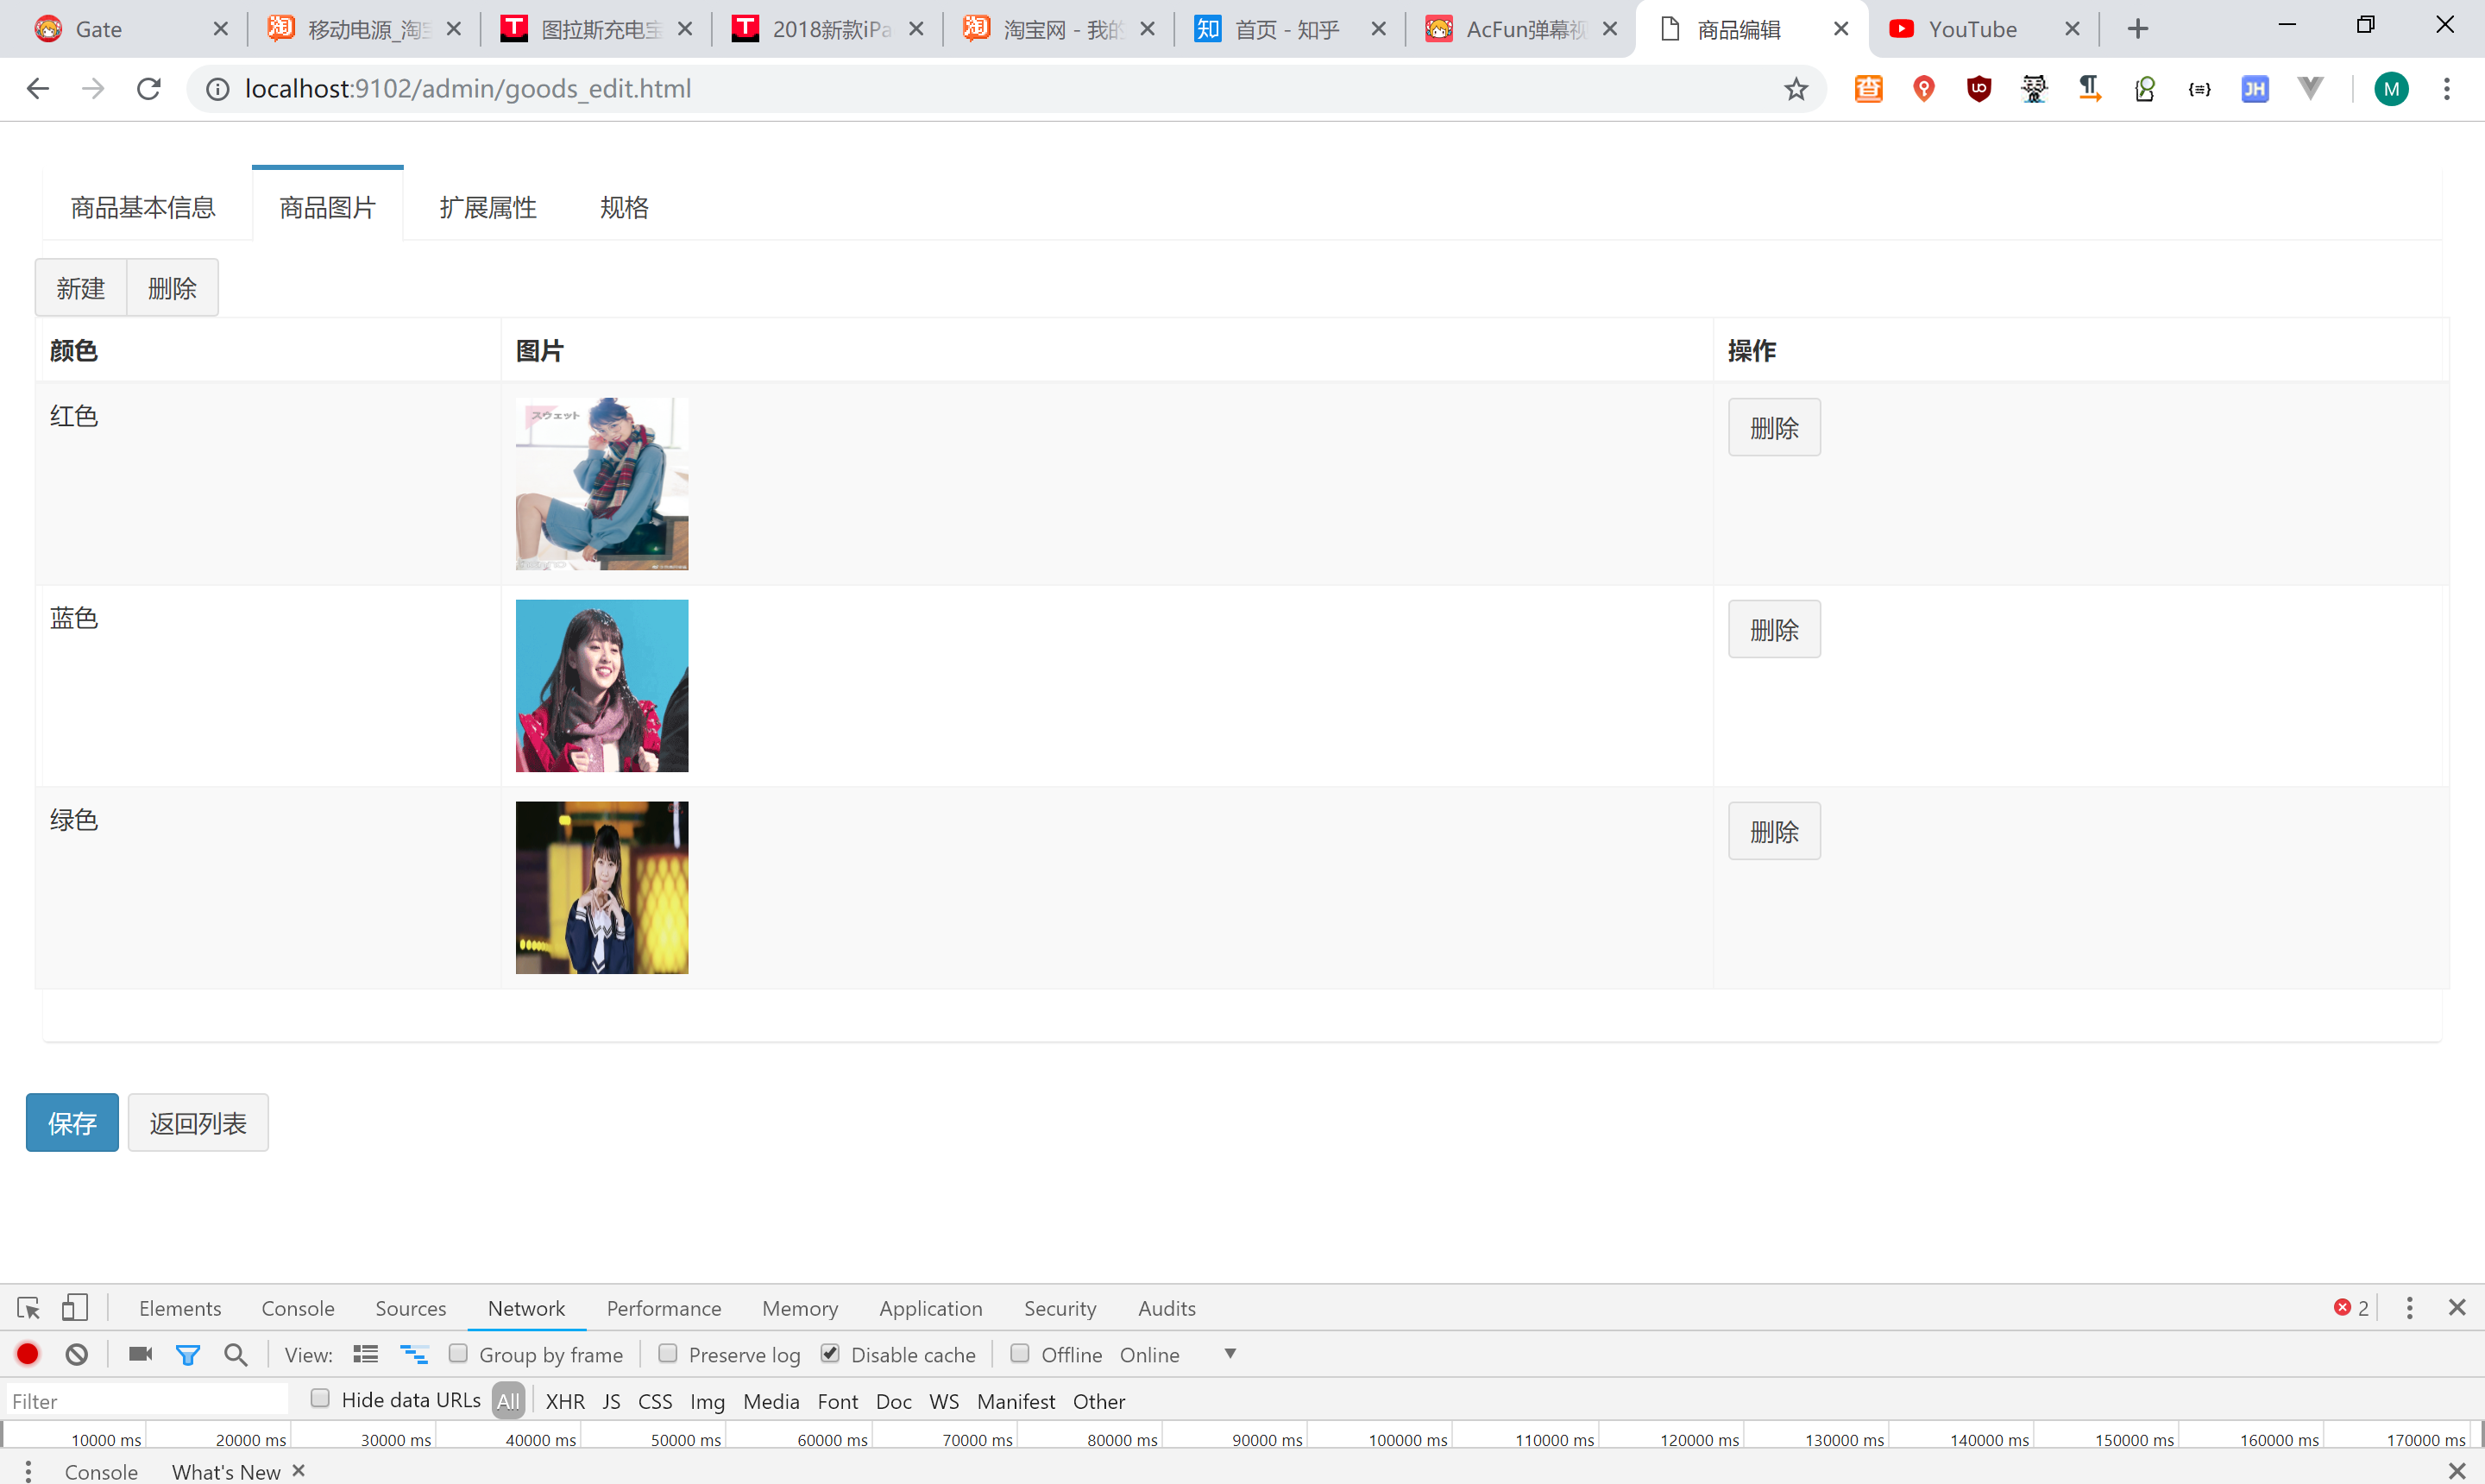 Gate
移动电源_淘宝
图拉斯充电宝
2018新款iPa
淘宝网 - 我的
知 首页 - 知乎
AcFun弹幕视
商品编辑
YouTube
localhost:9102/admin/goods_edit.html
M
商品基本信息 商品图片 扩展属性 规格
新建 删除
颜色 图片 操作
红色 スウェット 删除
蓝色 删除
绿色 删除
保存 返回列表
Elements Console Sources Network Performance Memory Application Security Audits 2
View: Group by frame Preserve log Disable cache Offline Online
Filter Hide data URLs All XHR JS CSS Img Media Font Doc WS Manifest Other
10000 ms 20000 ms 30000 ms 40000 ms 50000 ms 60000 ms 70000 ms 80000 ms 90000 ms 100000 ms 110000 ms 120000 ms 130000 ms 140000 ms 150000 ms 160000 ms 170000 ms
Console What's New